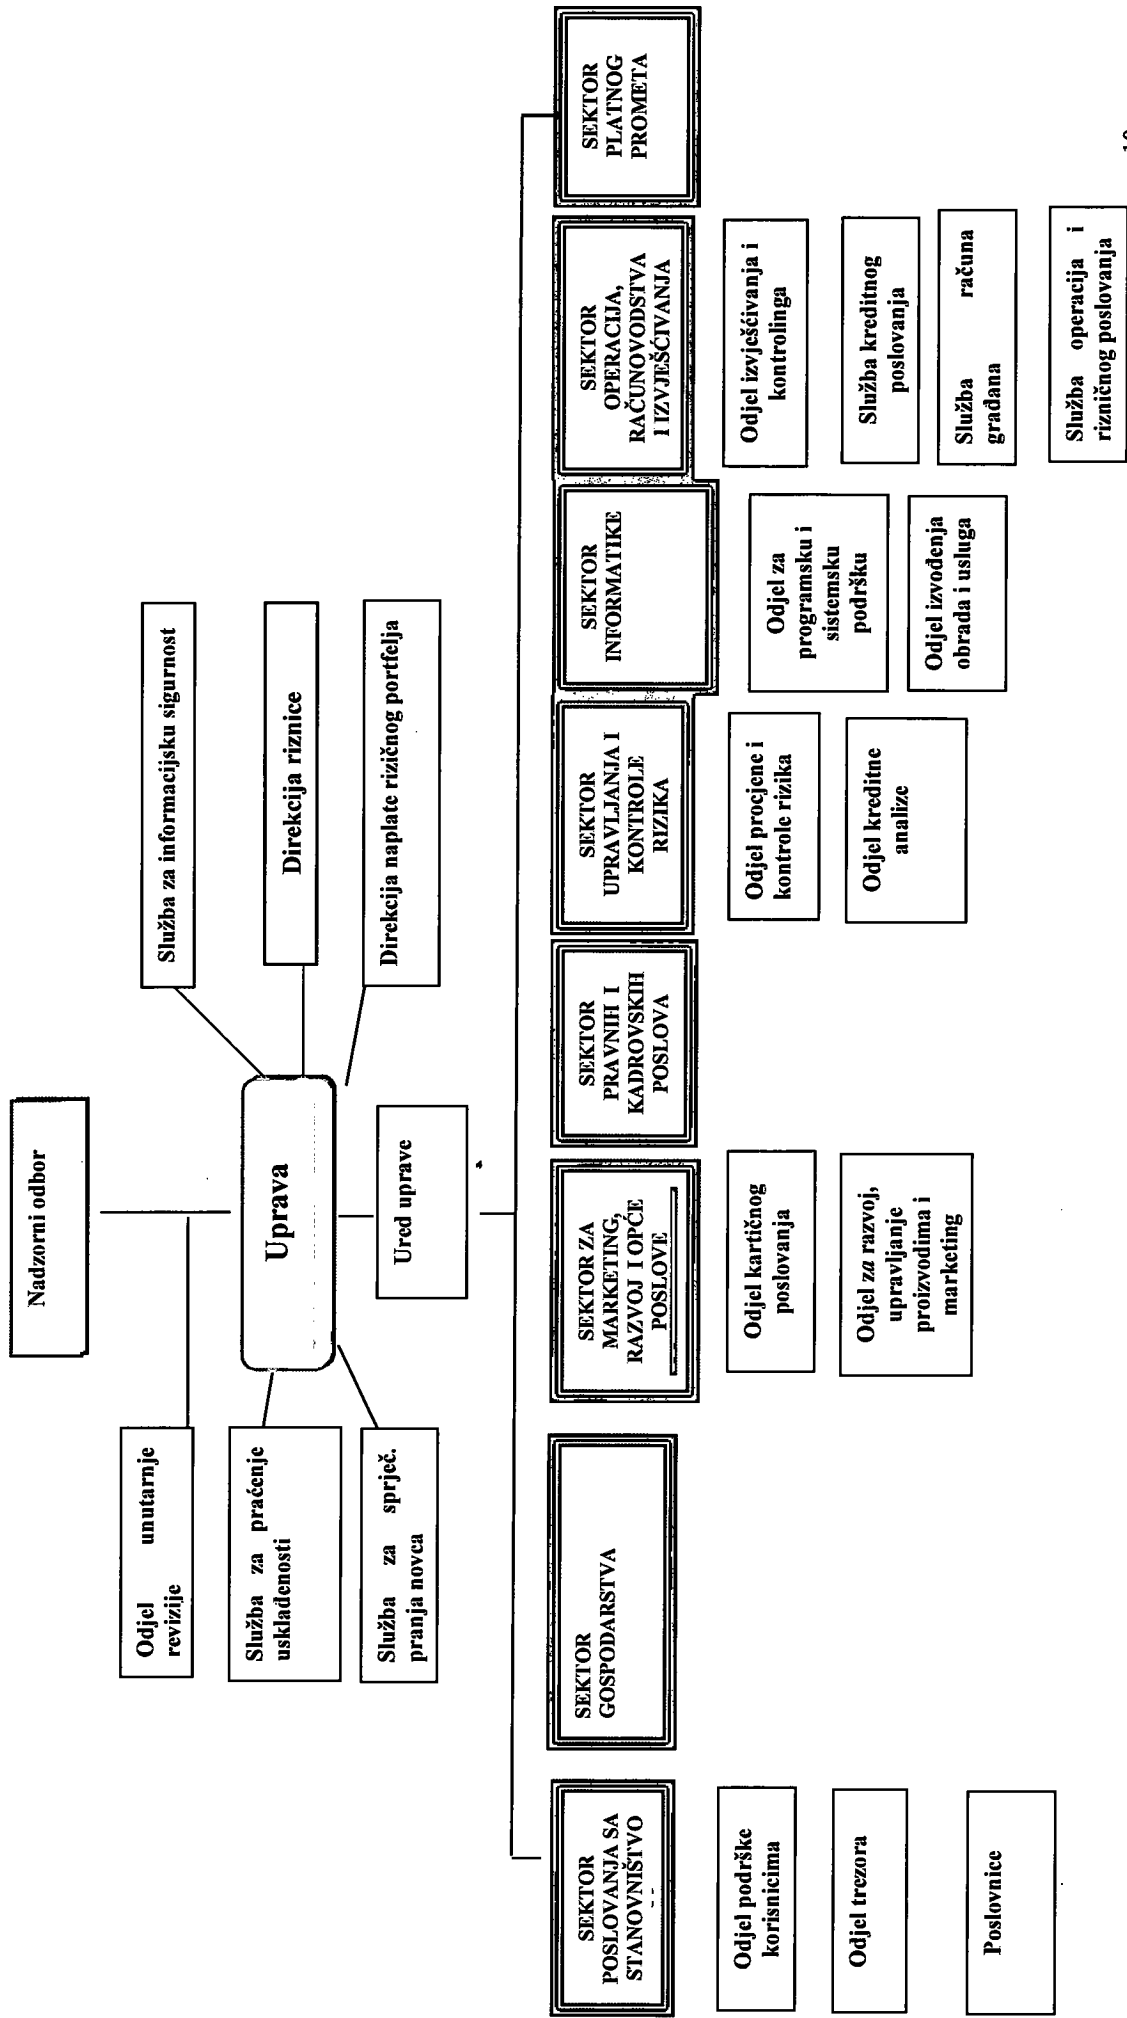 Nadzorni odbor
Odjel unutarnje
revizije
Služba za praćenje
usklađenosti
Služba za sprječ.
pranja novca
Uprava
Ured uprave
Služba za informacijsku sigurnost
Direkcija riznice
Direkcija naplate rizičnog portfelja
SEKTOR
POSLOVANJA SA
STANOVNIŠTVO
Odjel podrške
korisnicima
Odjel trezora
Poslovnice
SEKTOR
GOSPODARSTVA
SEKTOR ZA
MARKETING,
RAZVOJ I OPĆE
POSLOVE
Odjel kartičnog
poslovanja
Odjel za razvoj,
upravljanje
proizvodima i
marketing
SEKTOR
PRAVNIH I
KADROVSKIH
POSLOVA
SEKTOR
UPRAVLJANJA I
KONTROLE
RIZIKA
Odjel procjene i
kontrole rizika
Odjel kreditne
analize
SEKTOR
INFORMATIKE
Odjel za
programsku i
sistemsku
podršku
Odjel izvođenja
obrada i usluga
SEKTOR
OPERACIJA,
RAČUNOVODSTVA
I IZVJEŠĆIVANJA
Odjel izvješćivanja i
kontrolinga
Služba kreditnog
poslovanja
Služba računa
građana
Služba operacija i
rizničnog poslovanja
SEKTOR
PLATNOG
PROMETA